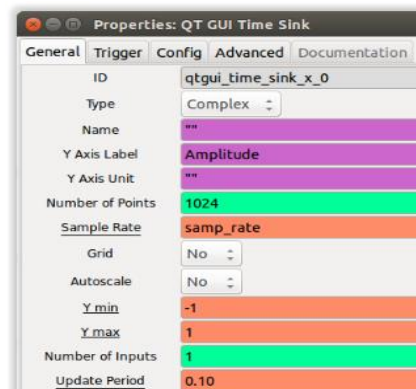 Properties: QT GUI Time Sink
General Trigger Config Advanced Documentation
ID qtgui_time_sink_x_0
Type Complex
Name ""
Y Axis Label Amplitude
Y Axis Unit ""
Number of Points 1024
Sample Rate samp_rate
Grid No
Autoscale No
Y min -1
Y max 1
Number of Inputs 1
Update Period 0.10